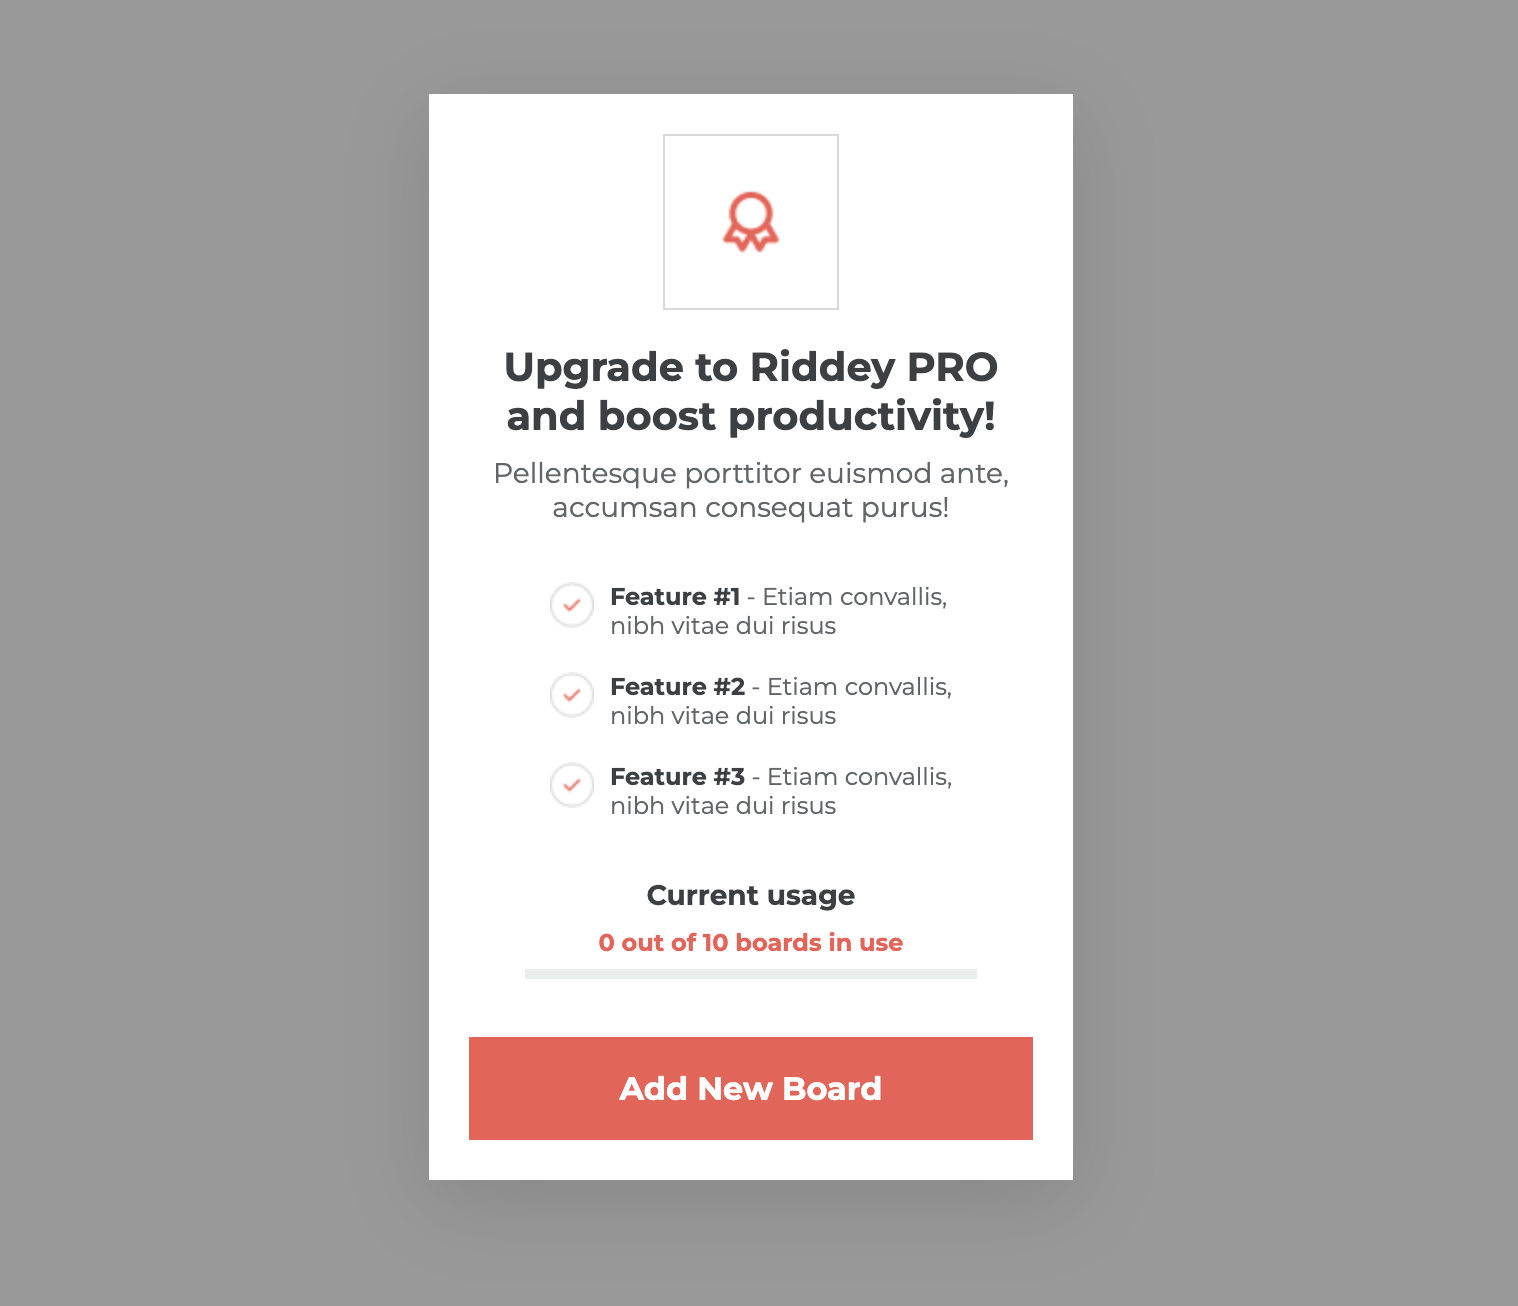 Upgrade to Riddey PRO
and boost productivity!
Pellentesque porttitor euismod ante,
accumsan consequat purus!
Feature #1 - Etiam convallis,
nibh vitae dui risus
Feature #2 - Etiam convallis,
nibh vitae dui risus
Feature #3 - Etiam convallis,
nibh vitae dui risus
Current usage
0 out of 10 boards in use
Add New Board